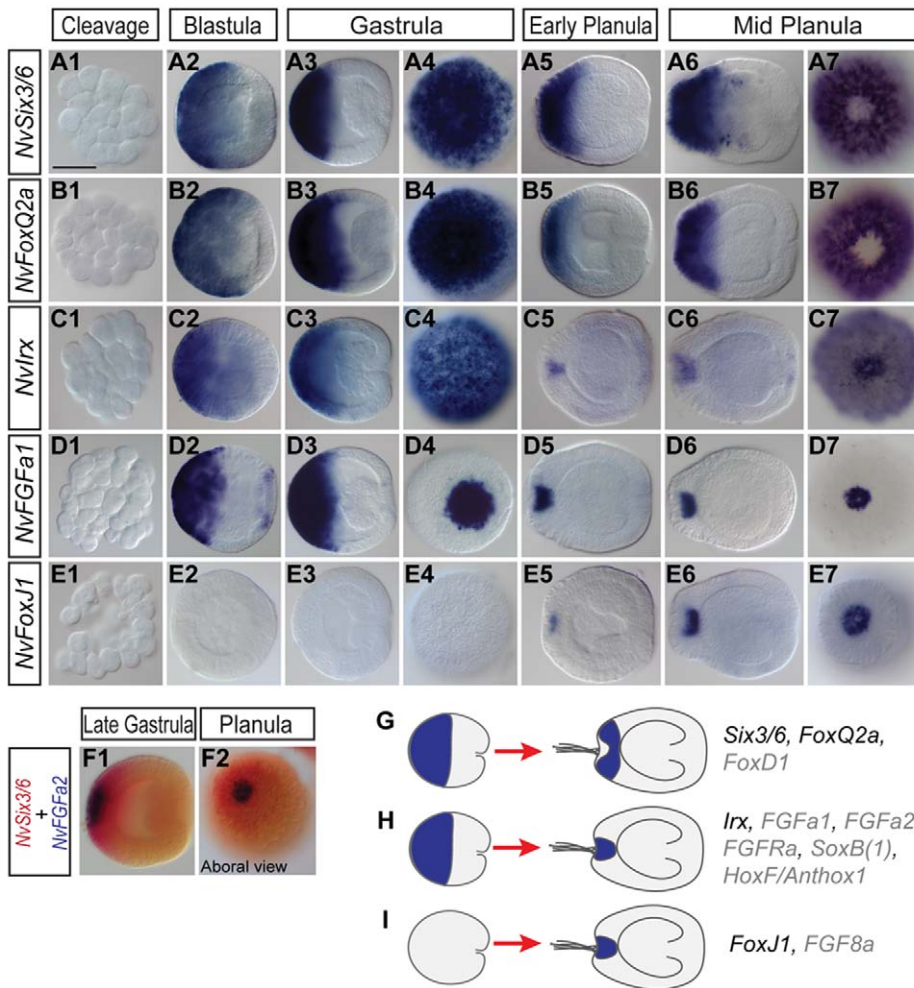 Cleavage Blastula Gastrula Early Planula Mid Planula
NvSix3/6
A1 A2 A3 A4 A5 A6 A7
NvFoxQ2a
B1 B2 B3 B4 B5 B6 B7
NvIrx
C1 C2 C3 C4 C5 C6 C7
NvFGFa1
D1 D2 D3 D4 D5 D6 D7
NvFoxJ1
E1 E2 E3 E4 E5 E6 E7
Late Gastrula Planula
NvSix3/6
+
NvFGFa2
F1 F2
Aboral view
G
Six3/6, FoxQ2a,
FoxD1
H
Irx, FGFa1, FGFa2
FGFRa, SoxB(1),
HoxF/Anthox1
I
FoxJ1, FGF8a